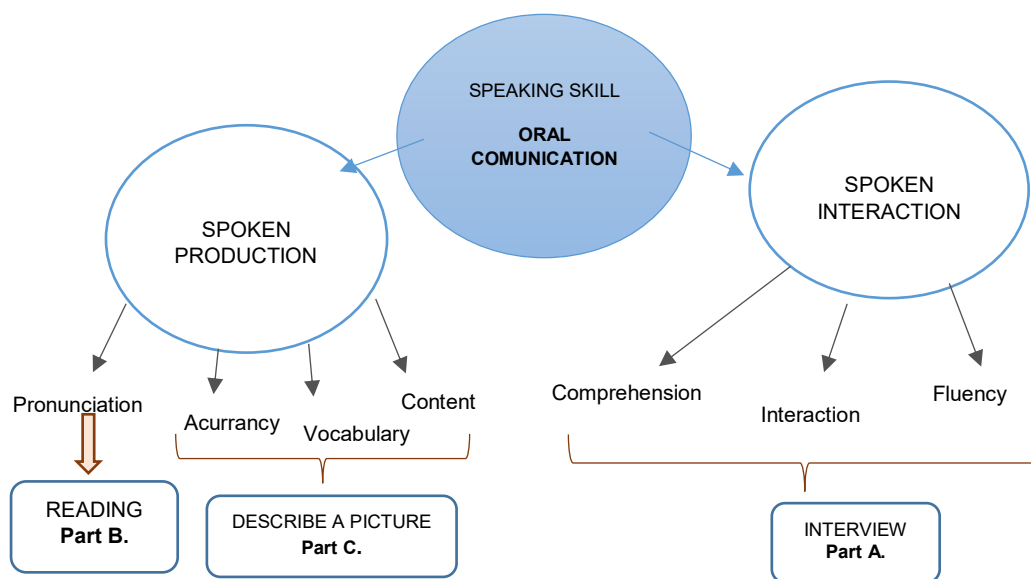 SPEAKING SKILL
ORAL
COMUNICATION
SPOKEN
PRODUCTION
SPOKEN
INTERACTION
Pronunciation
Acurrancy
Vocabulary
Content
Comprehension
Interaction
Fluency
READING
Part B.
DESCRIBE A PICTURE
Part C.
INTERVIEW
Part A.